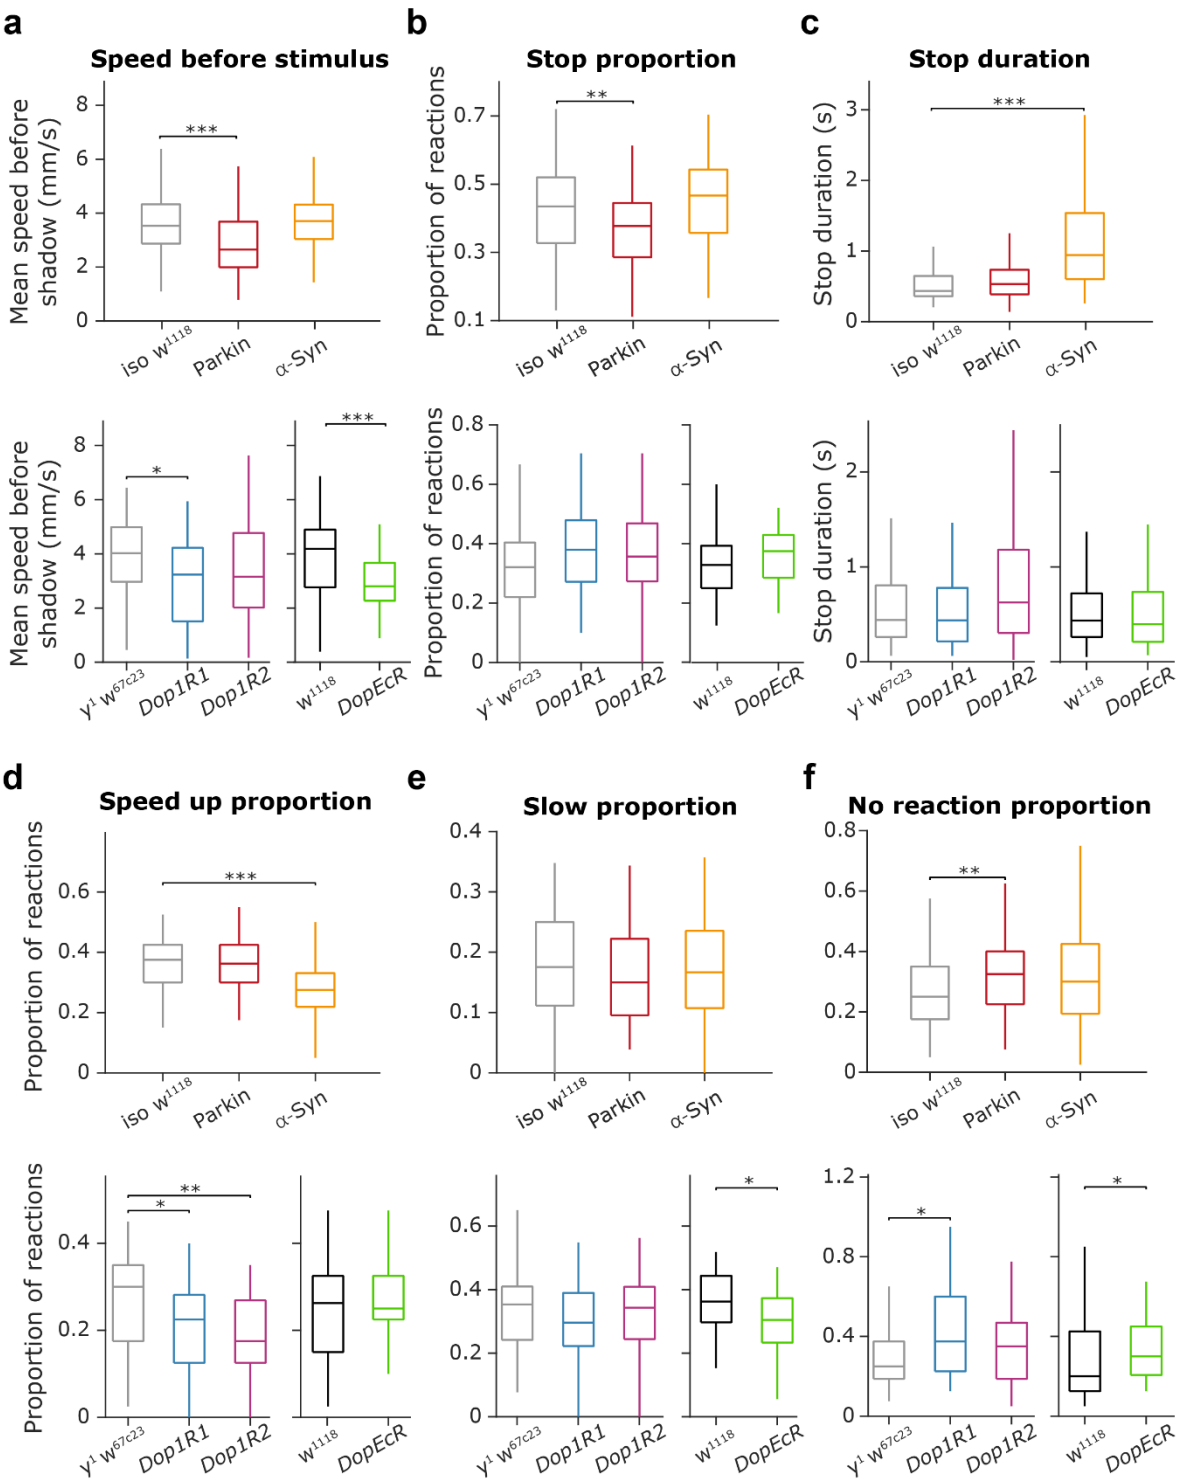 a
b
c
Speed before stimulus
Stop proportion
Stop duration
Mean speed before
shadow (mm/s)
8
6
4
2
0
***
iso w1118
Parkin
α-Syn
Proportion of reactions
0.7
0.5
0.3
0.1
**
iso w1118
Parkin
α-Syn
Stop duration (s)
3
2
1
0
***
iso w1118
Parkin
α-Syn
Mean speed before
shadow (mm/s)
8
6
4
2
0
*
***
y1 w67c23
Dop1R1
Dop1R2
w1118
DopEcR
Proportion of reactions
0.8
0.6
0.4
0.2
0
y1 w67c23
Dop1R1
Dop1R2
w1118
DopEcR
Stop duration (s)
2
1
0
y1 w67c23
Dop1R1
Dop1R2
w1118
DopEcR
d
e
f
Speed up proportion
Slow proportion
No reaction proportion
Proportion of reactions
0.6
0.4
0.2
0
***
iso w1118
Parkin
α-Syn
0.4
0.3
0.2
0.1
0
iso w1118
Parkin
α-Syn
0.8
0.6
0.4
0.2
0
**
iso w1118
Parkin
α-Syn
Proportion of reactions
0.4
0.2
0
**
*
y1 w67c23
Dop1R1
Dop1R2
w1118
DopEcR
0.6
0.4
0.2
0
*
y1 w67c23
Dop1R1
Dop1R2
w1118
DopEcR
1.2
0.8
0.4
0
*
*
y1 w67c23
Dop1R1
Dop1R2
w1118
DopEcR